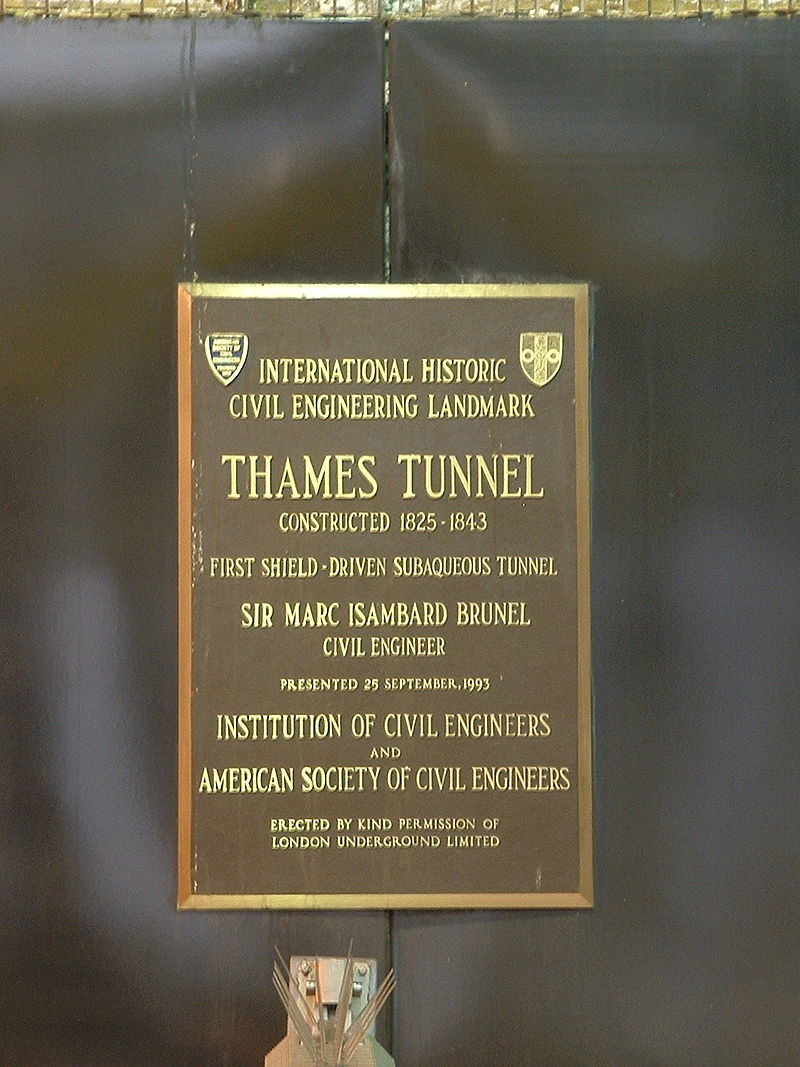 INTERNATIONAL HISTORIC
CIVIL ENGINEERING LANDMARK
THAMES TUNNEL
CONSTRUCTED 1825-1843
FIRST SHIELD-DRIVEN SUBAQUEOUS TUNNEL
SIR MARC ISAMBARD BRUNEL
CIVIL ENGINEER
PRESENTED 25 SEPTEMBER, 1993
INSTITUTION OF CIVIL ENGINEERS
AND
AMERICAN SOCIETY OF CIVIL ENGINEERS
ERECTED BY KIND PERMISSION OF
LONDON UNDERGROUND LIMITED